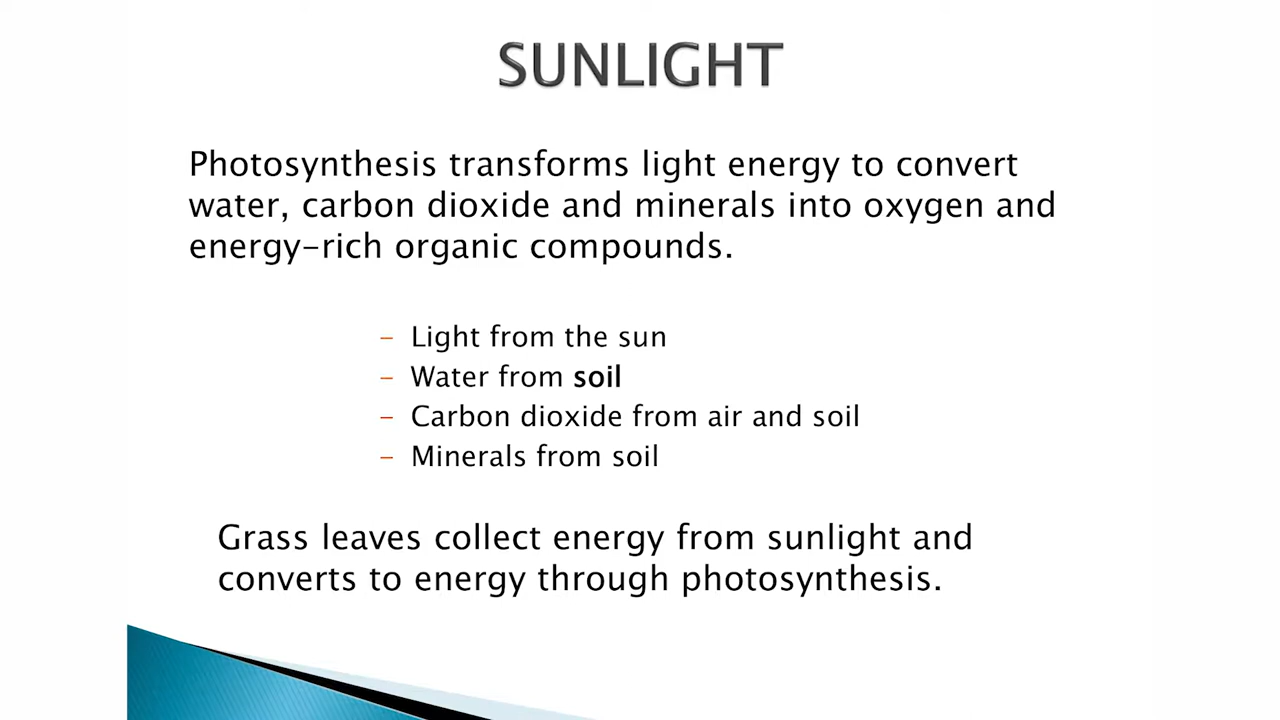 SUNLIGHT
Photosynthesis transforms light energy to convert
water, carbon dioxide and minerals into oxygen and
energy-rich organic compounds.
- Light from the sun
- Water from soil
- Carbon dioxide from air and soil
- Minerals from soil
Grass leaves collect energy from sunlight and
converts to energy through photosynthesis.